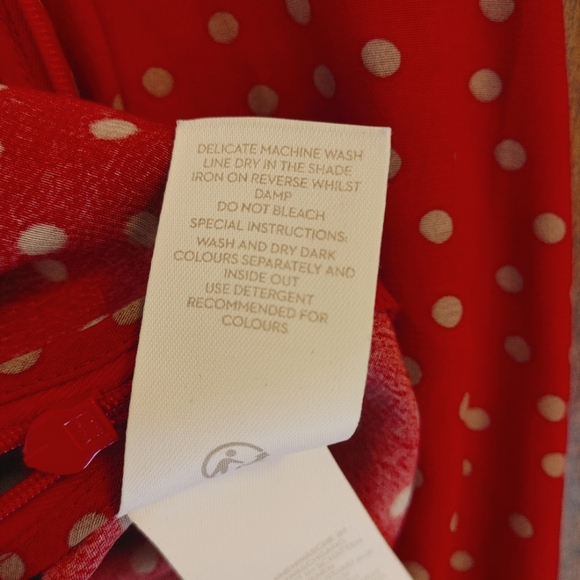 DELICATE MACHINE WASH
LINE DRY IN THE SHADE
IRON ON REVERSE WHILST
DAMP
DO NOT BLEACH
SPECIAL INSTRUCTIONS:
WASH AND DRY DARK
COLOURS SEPARATELY AND
INSIDE OUT
USE DETERGENT
RECOMMENDED FOR
COLOURS